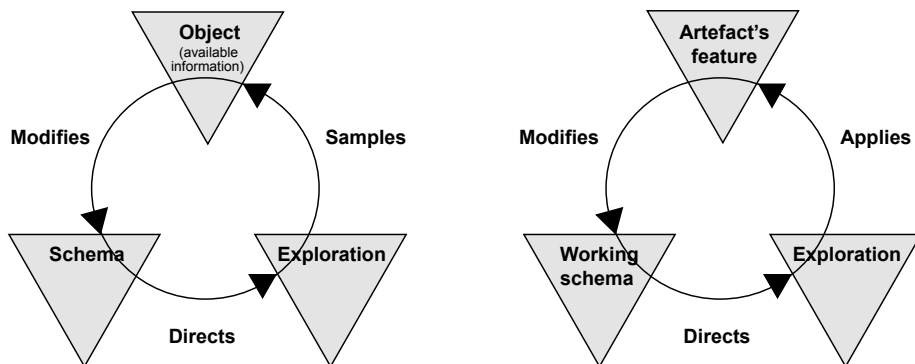 Object
(available
information)
Modifies
Samples
Schema
Exploration
Directs
Artefact's
feature
Modifies
Applies
Working
schema
Exploration
Directs